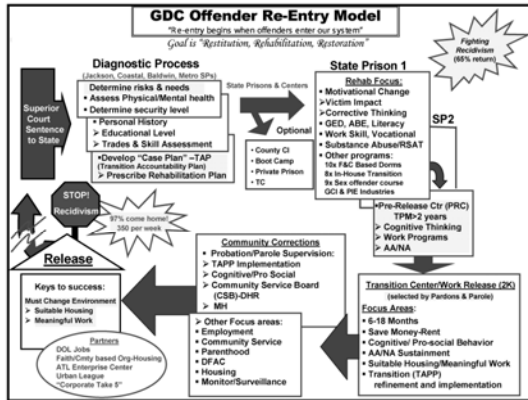 GDC Offender Re-Entry Model
"Re-entry begins when offenders enter our system"
Goal is "Restitution, Rehabilitation, Restoration"
Fighting
Recidivism
(65% return)
Superior
Court
Sentence
to State
Diagnostic Process
(Jackson, Coastal, Baldwin, Metro SPs)
Determine risks & needs
Assess Physical/Mental health
Determine security level
Personal History
Educational Level
Trades & Skill Assessment
Develop "Case Plan" –TAP
(Transition Accountability Plan)
Prescribe Rehabilitation Plan
State Prisons & Centers
Optional
County CI
Boot Camp
Private Prison
TC
State Prison 1
Rehab Focus:
Motivational Change
Victim Impact
Corrective Thinking
GED, ABE, Literacy
Work Skill, Vocational
Substance Abuse/RSAT
Other programs:
10x F&C Based Dorms
8x In-House Transition
9x Sex offender course
GCI & PIE Industries
SP2
Pre-Release Ctr (PRC)
TPM>2 years
Cognitive Thinking
Work Programs
AA/NA
Transition Center/Work Release (2K)
(selected by Pardons & Parole)
Focus Areas:
6-18 Months
Save Money-Rent
Cognitive/ Pro-social Behavior
AA/NA Sustainment
Suitable Housing/Meaningful Work
Transition (TAPP)
refinement and implementation
Community Corrections
Probation/Parole Supervision:
TAPP Implementation
Cognitive/Pro Social
Community Service Board
(CSB)-DHR
MH
Other Focus areas:
Employment
Community Service
Parenthood
DFAC
Housing
Monitor/Surveillance
STOP!
Recidivism
97% come home!
350 per week
Release
Keys to success:
Must Change Environment
Suitable Housing
Meaningful Work
Partners
DOL Jobs
Faith/Cmty based Org-Housing
ATL Enterprise Center
Urban League
"Corporate Take 5"